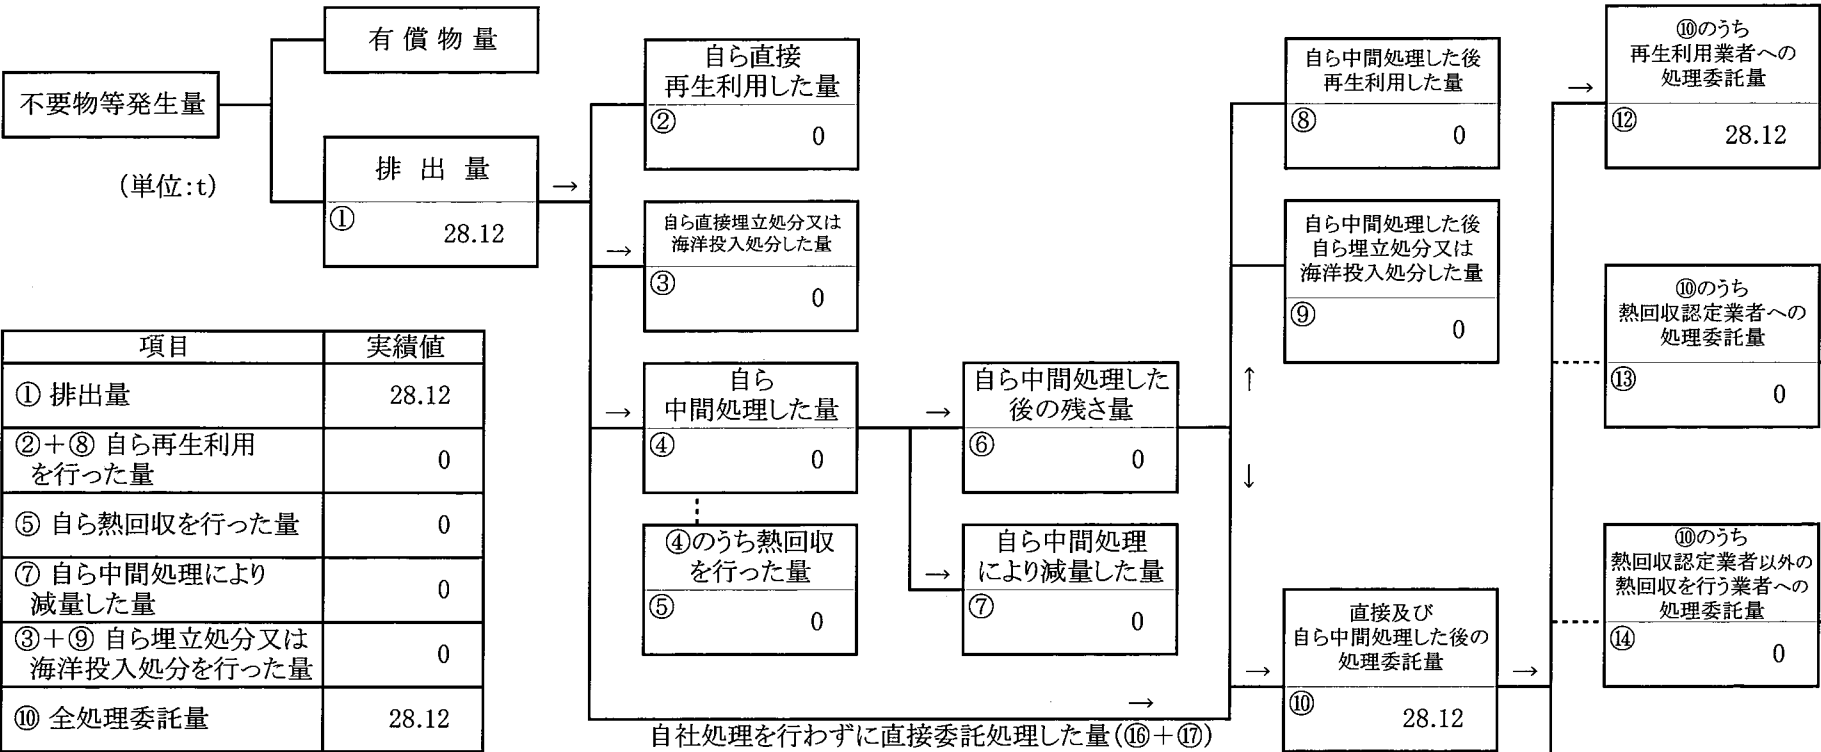 不要物等発生量
(単位:t)
有 償 物 量
排 出 量
①
28.12
→
自ら直接
再生利用した量
②
0
→
自ら直接埋立処分又は
海洋投入処分した量
③
0
→
自ら
中間処理した量
④
0
④のうち熱回収
を行った量
⑤
0
→
自ら中間処理した
後の残さ量
⑥
0
→
自ら中間処理
により減量した量
⑦
0
自ら中間処理した後
再生利用した量
⑧
0
自ら中間処理した後
自ら埋立処分又は
海洋投入処分した量
⑨
0
↑
↓
→
自社処理を行わずに直接委託処理した量(⑯+⑰)
→
直接及び
自ら中間処理した後の
処理委託量
⑩
28.12
→
→
⑩のうち
再生利用業者への
処理委託量
⑫
28.12
⑩のうち
熱回収認定業者への
処理委託量
⑬
0
⑩のうち
熱回収認定業者以外の
熱回収を行う業者への
処理委託量
⑭
0
項目 実績値
① 排出量 28.12
②+⑧ 自ら再生利用
を行った量 0
⑤ 自ら熱回収を行った量 0
⑦ 自ら中間処理により
減量した量 0
③+⑨ 自ら埋立処分又は
海洋投入処分を行った量 0
⑩ 全処理委託量 28.12